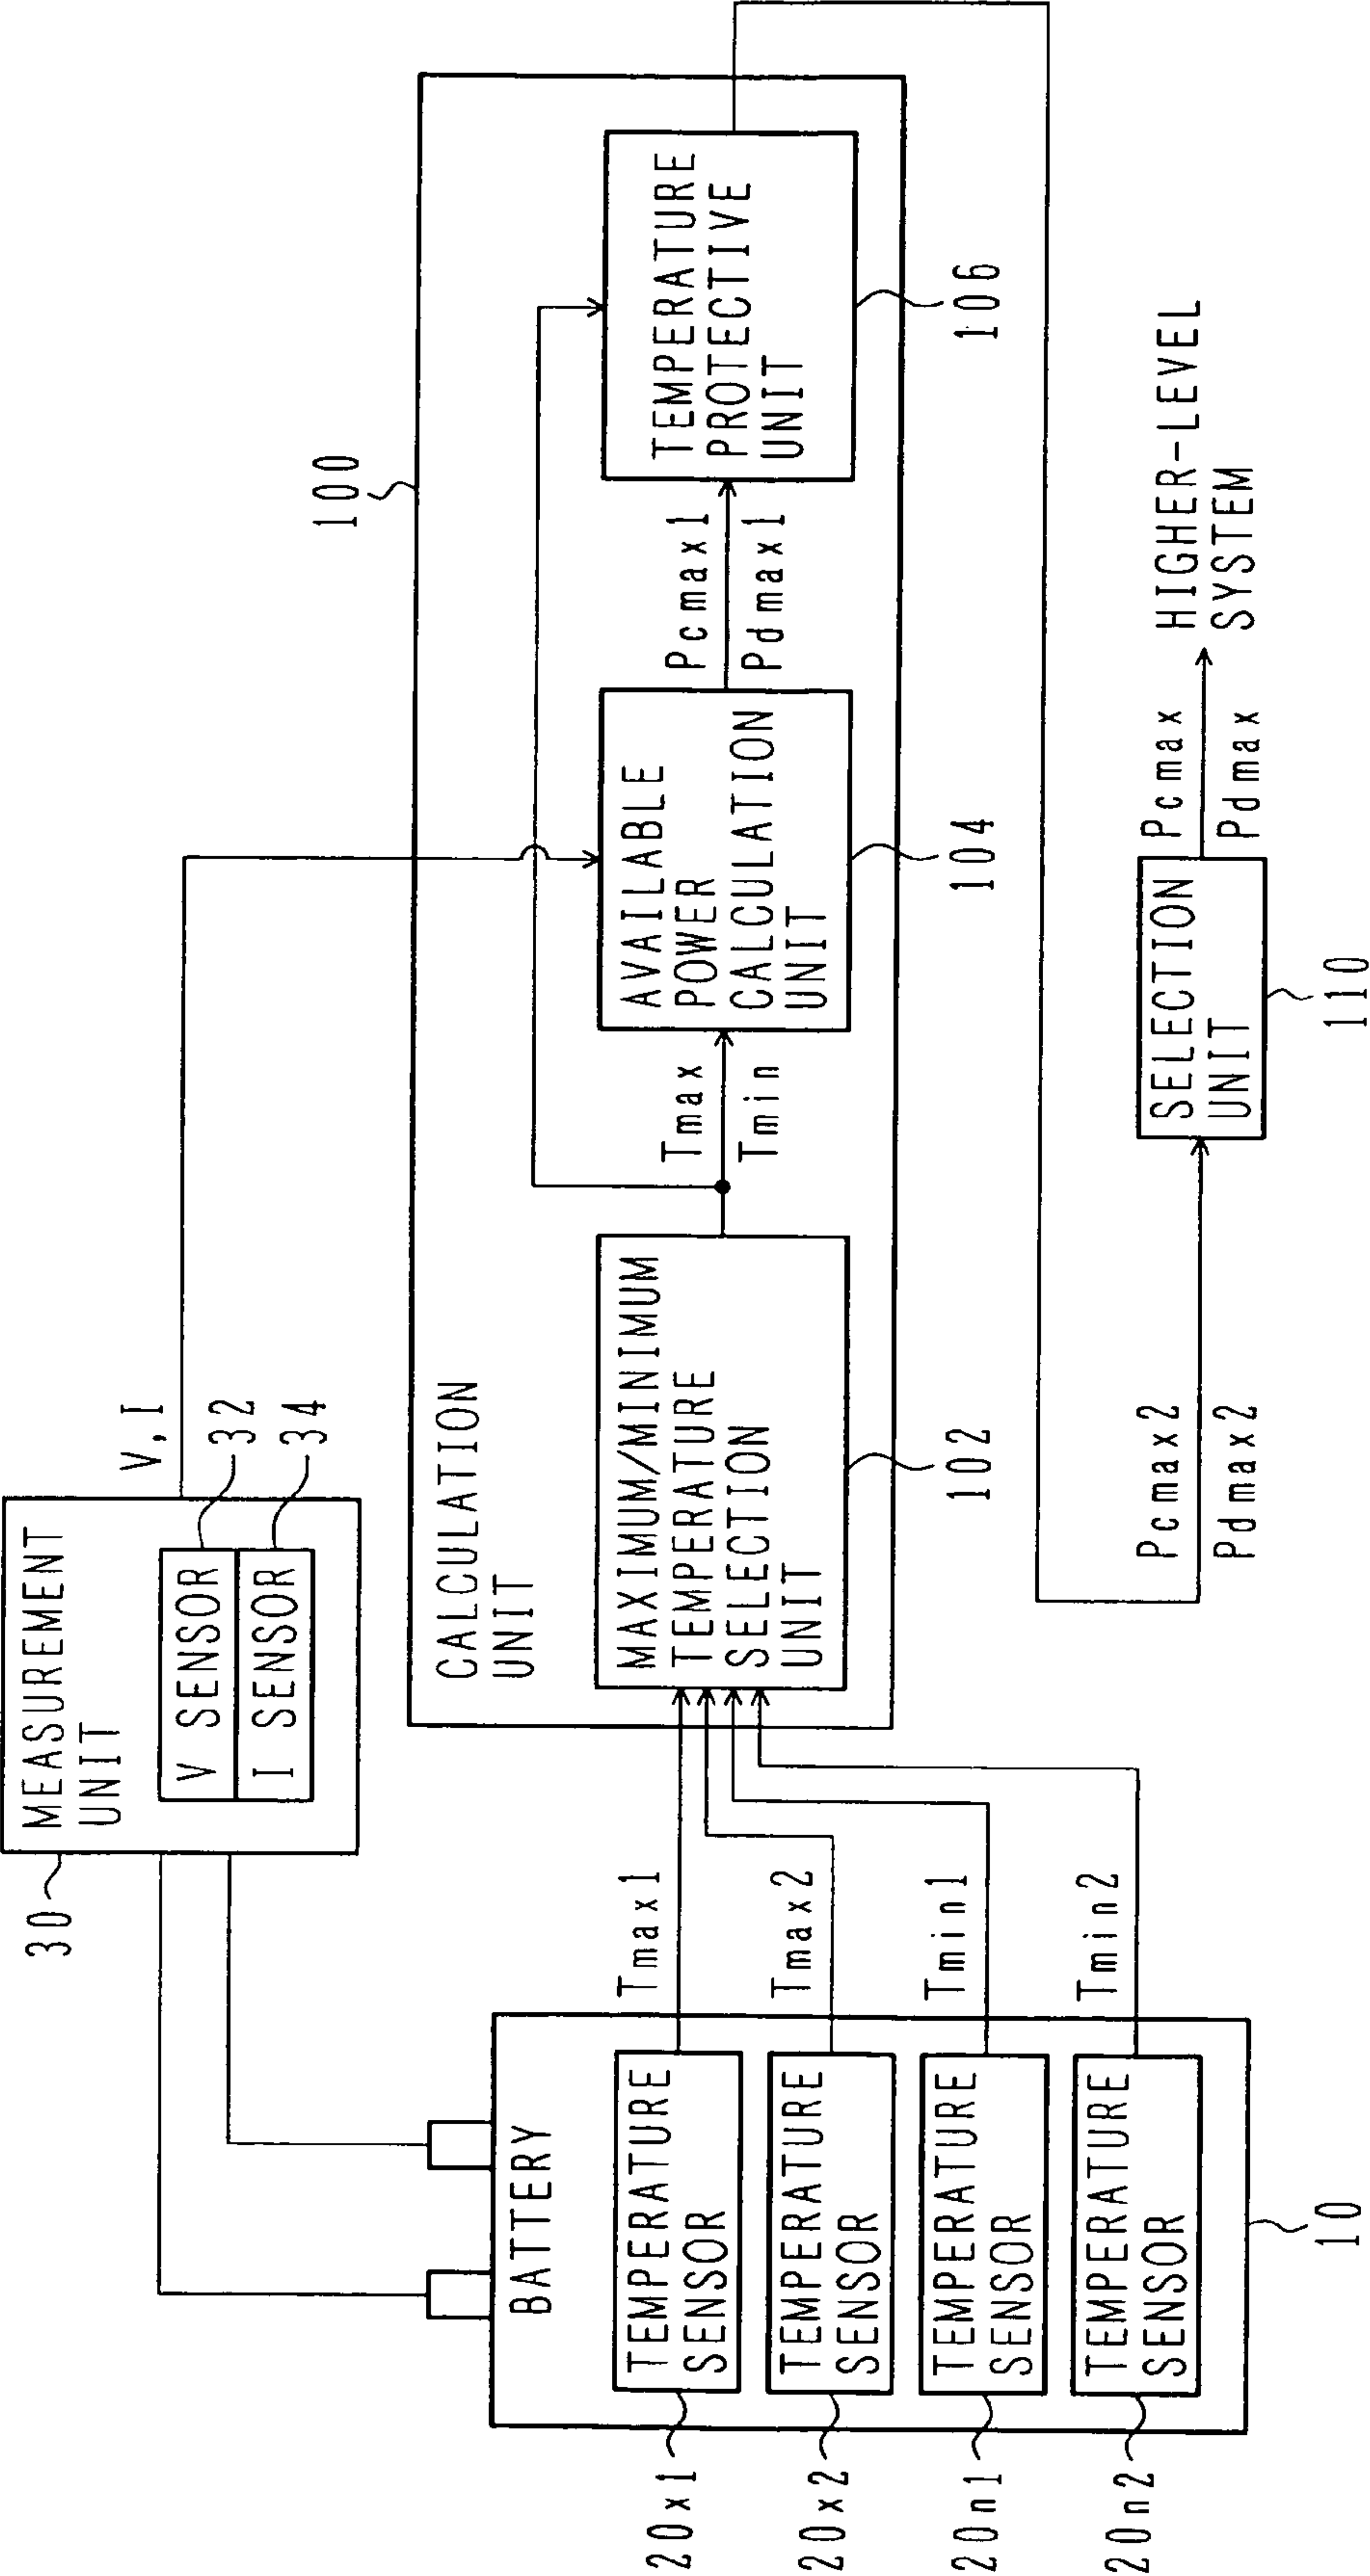 MEASUREMENT
UNIT
V SENSOR
I SENSOR
30
32
34
V, I
BATTERY
TEMPERATURE
SENSOR
TEMPERATURE
SENSOR
TEMPERATURE
SENSOR
TEMPERATURE
SENSOR
20x1
20x2
20n1
20n2
10
Tmax1
Tmax2
Tmin1
Tmin2
100
CALCULATION
UNIT
MAXIMUM/MINIMUM
TEMPERATURE
SELECTION
UNIT
102
Tmax
Tmin
AVAILABLE
POWER
CALCULATION
UNIT
104
Pcmax1
Pdmax1
TEMPERATURE
PROTECTIVE
UNIT
106
Pcmax2
Pdmax2
SELECTION
UNIT
110
Pcmax
Pdmax
HIGHER-LEVEL
SYSTEM